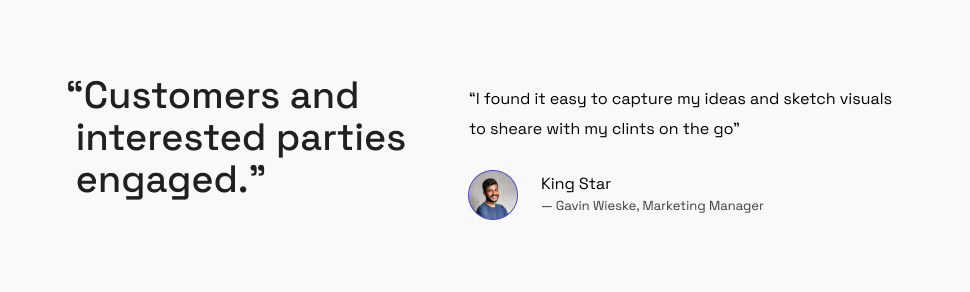 “Customers and
interested parties
engaged.”
“I found it easy to capture my ideas and sketch visuals
to sheare with my clints on the go”
King Star
— Gavin Wieske, Marketing Manager